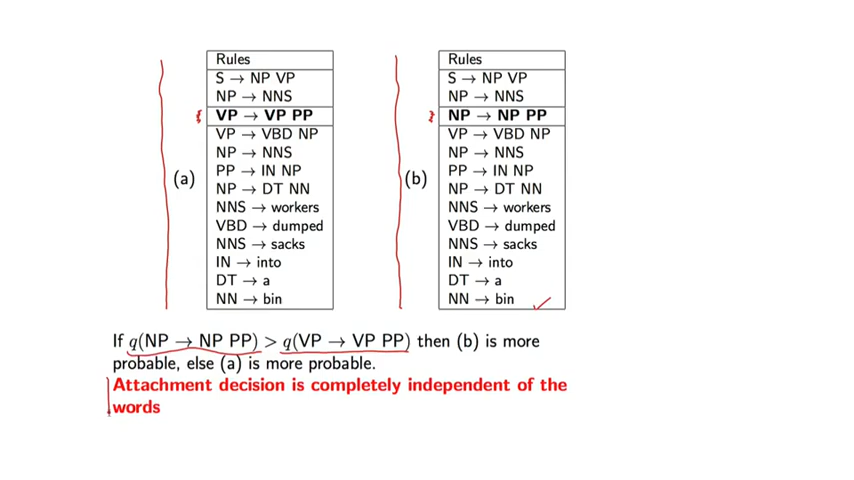 Rules
S → NP VP
NP → NNS
VP → VP PP
VP → VBD NP
NP → NNS
PP → IN NP
(a)
NP → DT NN
NNS → workers
VBD → dumped
NNS → sacks
IN → into
DT → a
NN → bin
Rules
S → NP VP
NP → NNS
NP → NP PP
VP → VBD NP
NP → NNS
PP → IN NP
(b)
NP → DT NN
NNS → workers
VBD → dumped
NNS → sacks
IN → into
DT → a
NN → bin
If q(NP → NP PP) > q(VP → VP PP) then (b) is more
probable, else (a) is more probable.
Attachment decision is completely independent of the
words